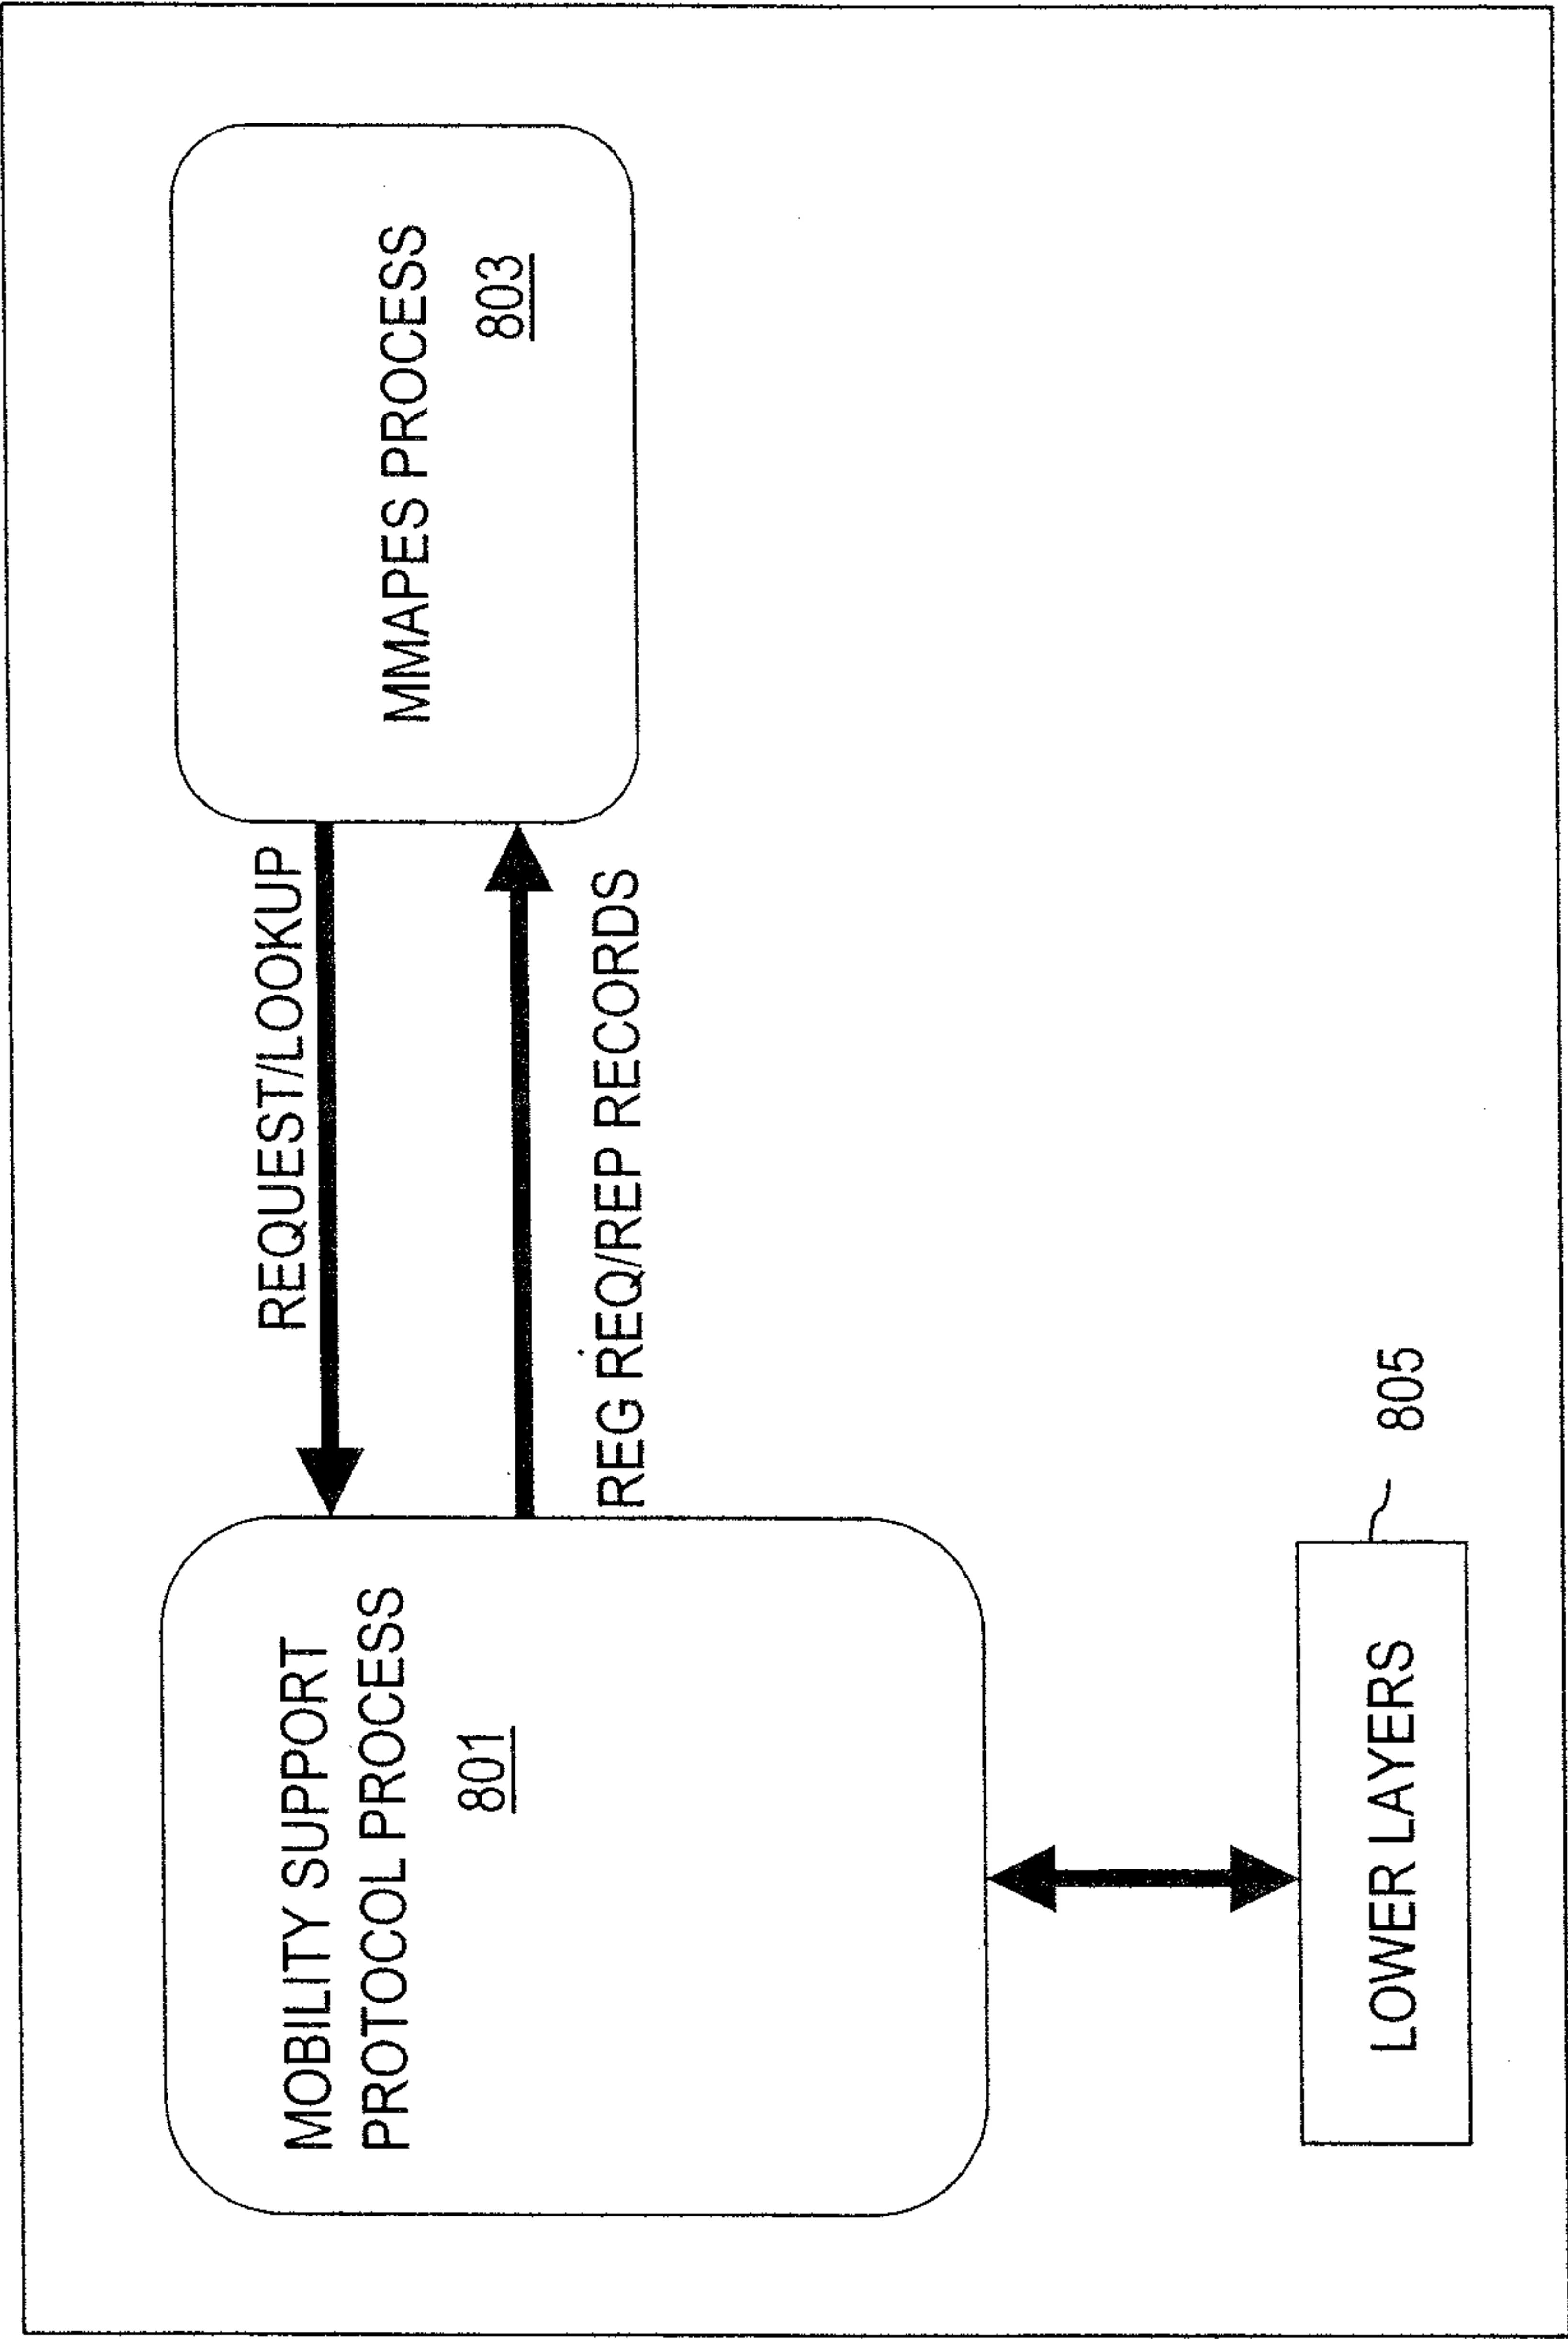 MOBILITY SUPPORT
PROTOCOL PROCESS
801
REQUEST/LOOKUP
REG REQ/REP RECORDS
MMAPES PROCESS
803
LOWER LAYERS
805